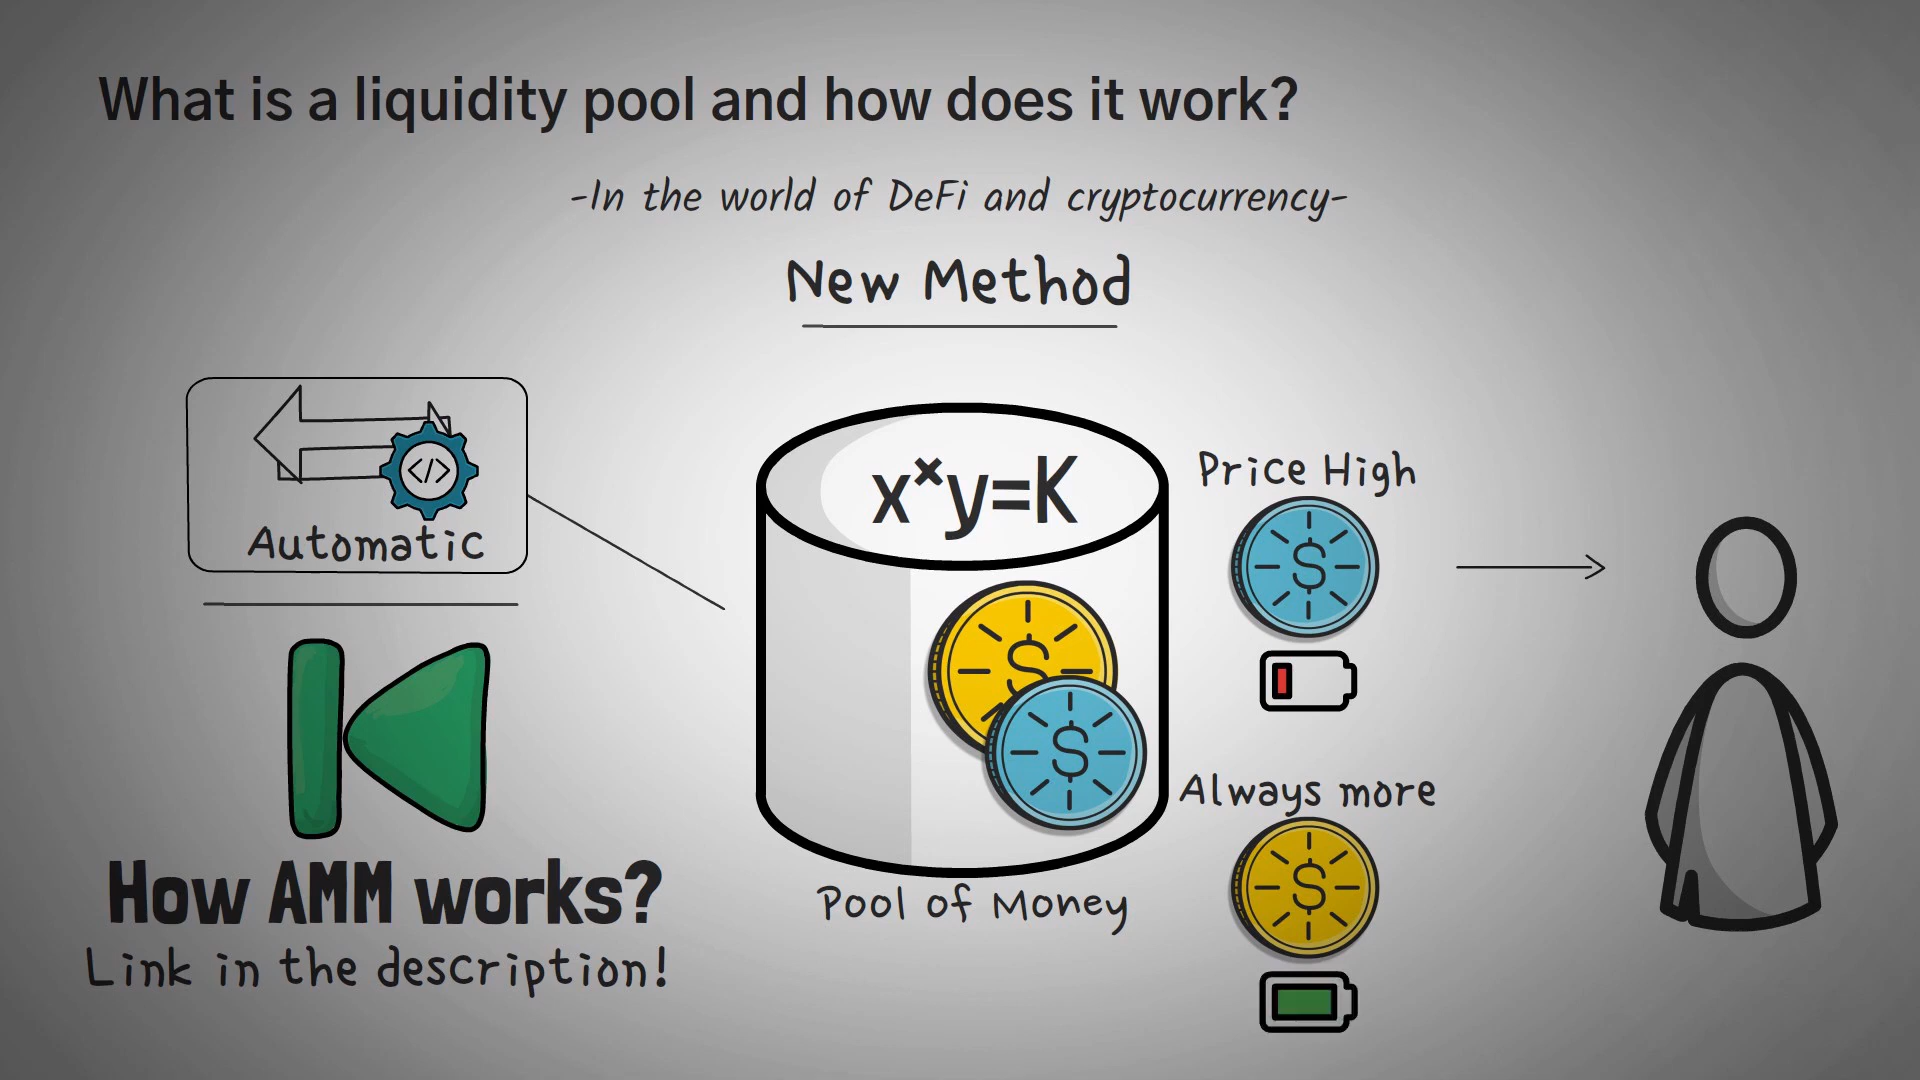 What is a liquidity pool and how does it work?
-In the world of DeFi and cryptocurrency-
New Method
</>
Automatic
x*y=K
Price High
$
$
$
Always more
$
How AMM works?
Pool of Money
Link in the description!